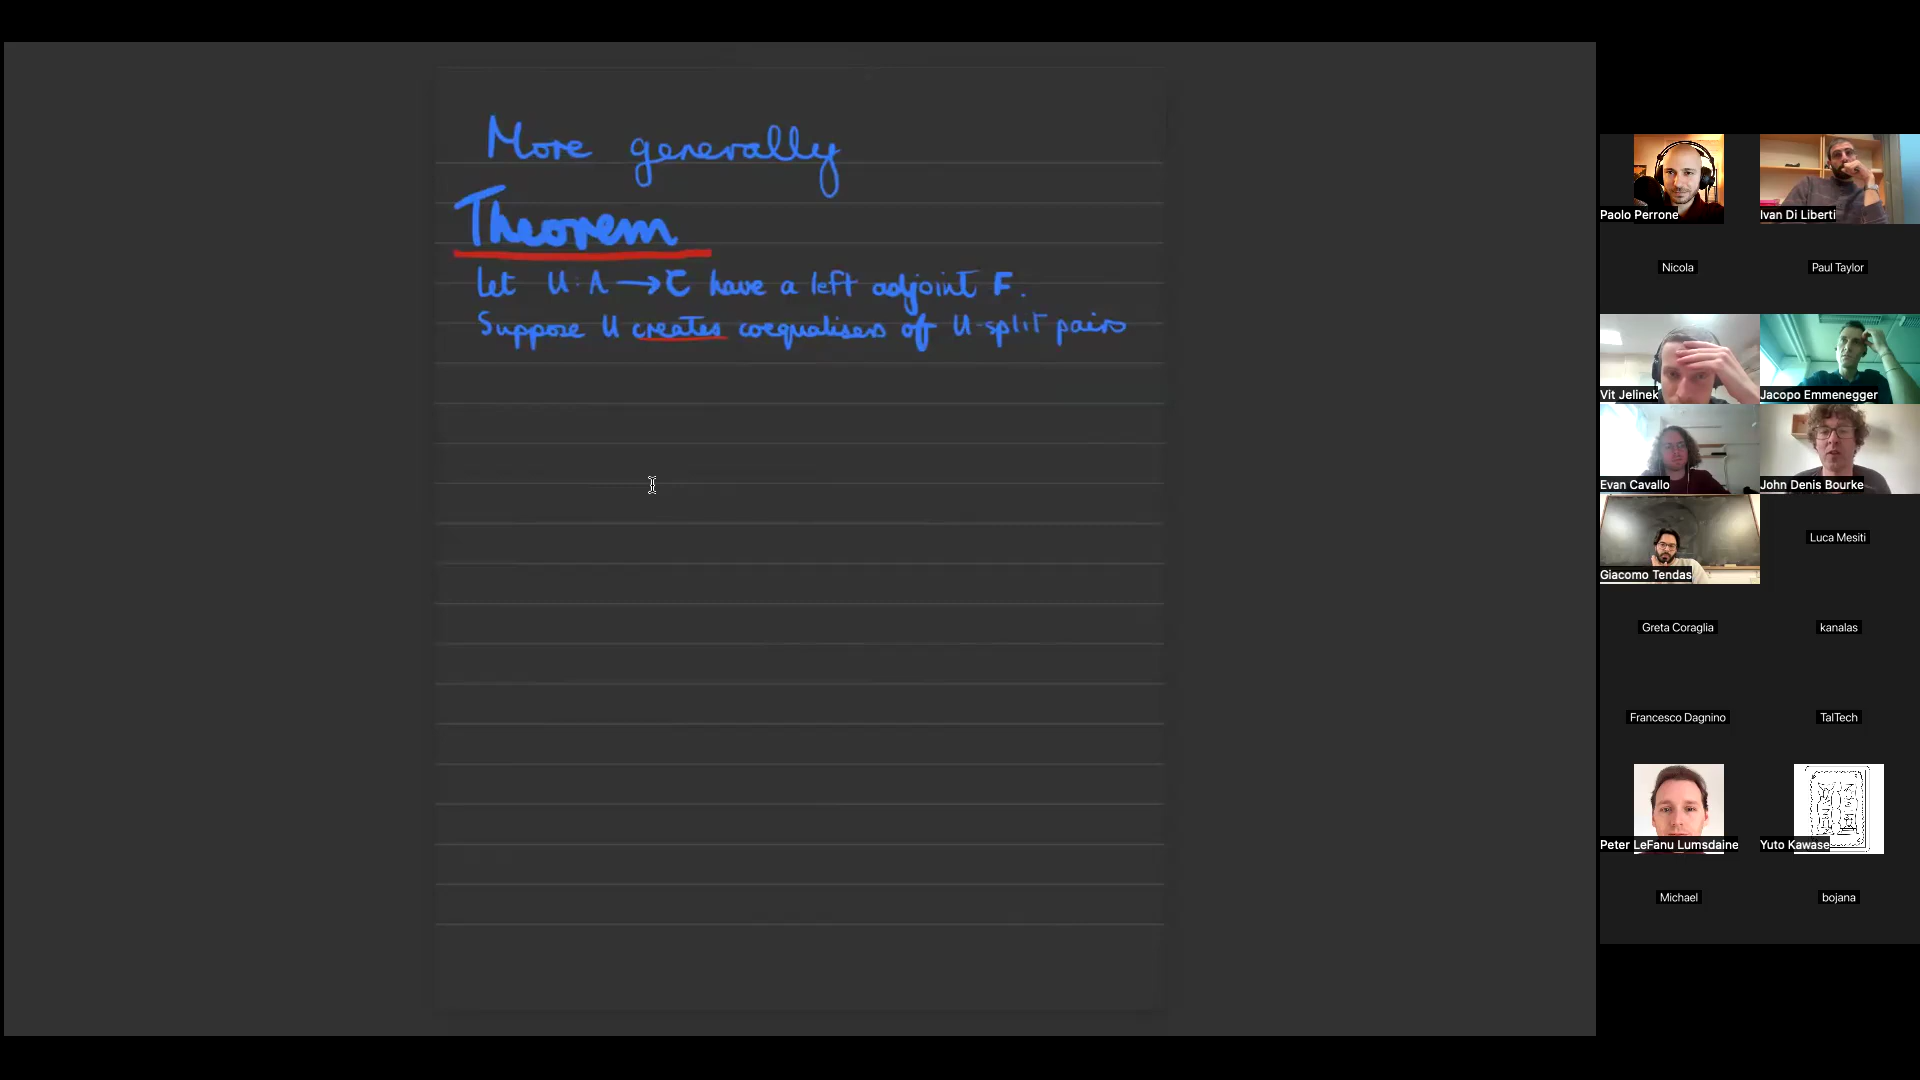 More generally
Theorem
Let U: A → C have a left adjoint F.
Suppose U creates coequalisers of U-split pairs
Paolo Perrone
Ivan Di Liberti
Nicola
Paul Taylor
Vit Jelinek
Jacopo Emmenegger
Evan Cavallo
John Denis Bourke
Giacomo Tendas
Luca Mesiti
Greta Coraglia
kanalas
Francesco Dagnino
TalTech
Peter LeFanu Lumsdaine
Yuto Kawase
Michael
bojana